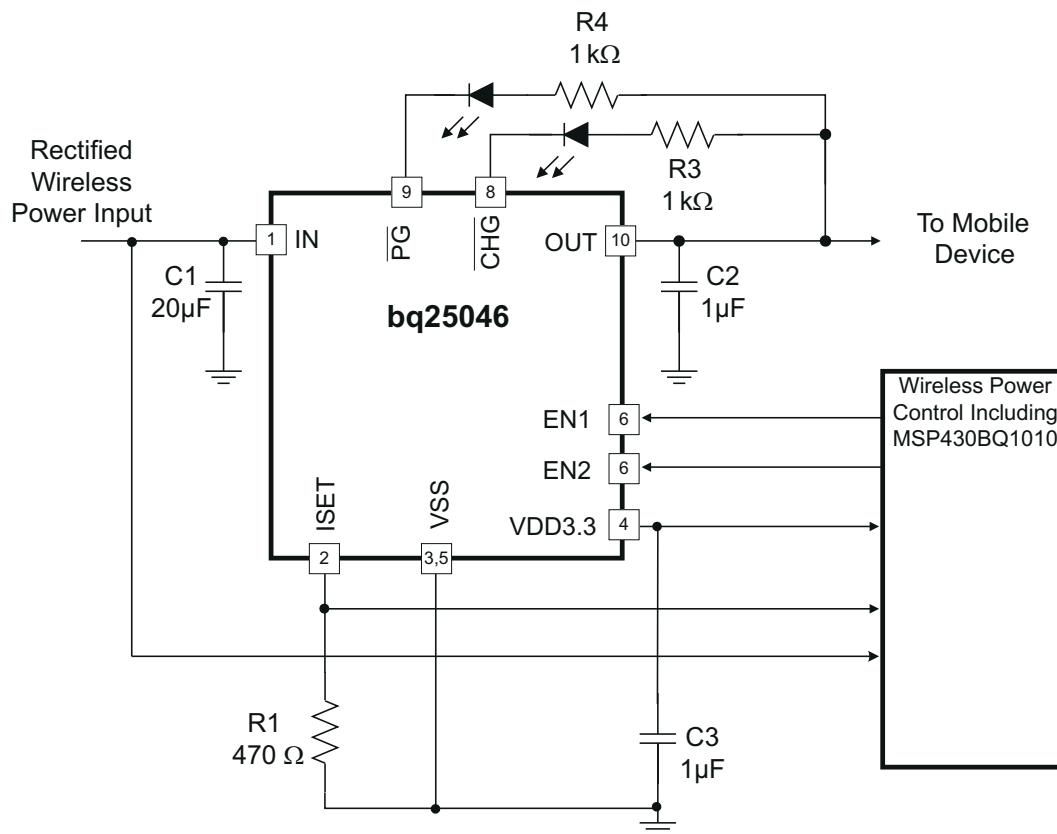 R4
1 kΩ
R3
1 kΩ
Rectified
Wireless
Power Input
9
8
1
IN
PG
CHG
OUT
10
To Mobile
Device
C1
20µF
C2
1µF
bq25046
Wireless Power
Control Including
MSP430BQ1010
EN1
6
EN2
6
ISET
VSS
VDD3.3
4
2
3,5
R1
470 Ω
C3
1µF